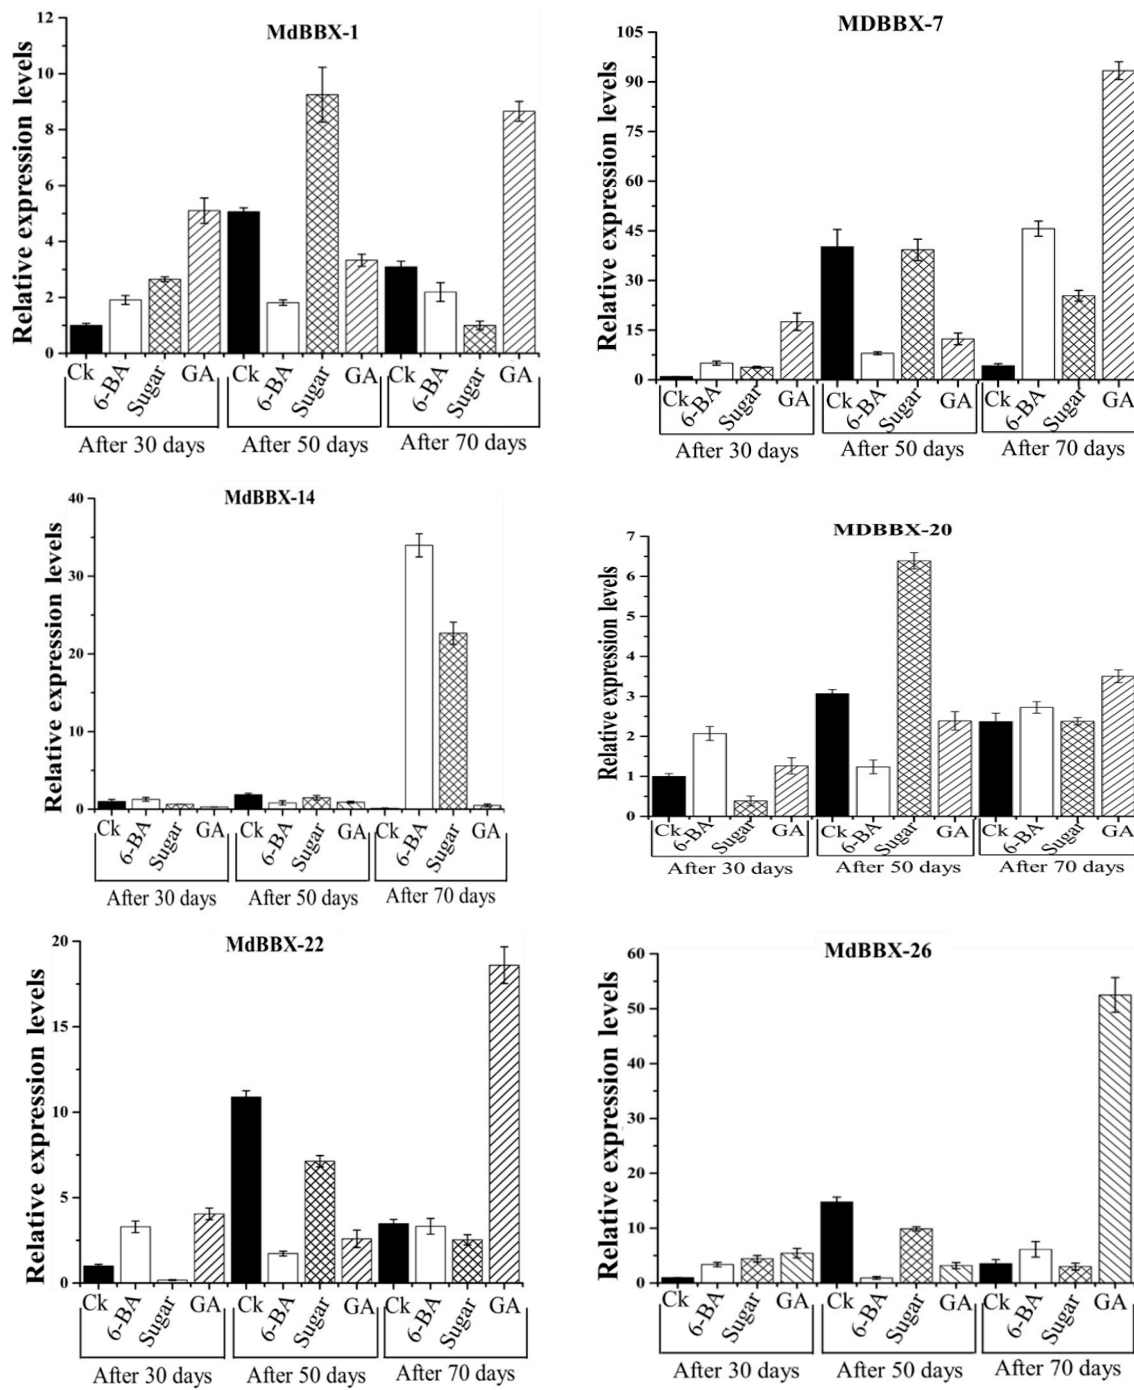 MdBBX-1
Relative expression levels
12
10
8
6
4
2
0
Ck 6-BA Sugar GA Ck 6-BA Sugar GA Ck 6-BA Sugar GA
After 30 days After 50 days After 70 days
MDBBX-7
Relative expression levels
105
90
75
60
45
30
15
0
Ck 6-BA Sugar GA Ck 6-BA Sugar GA Ck 6-BA Sugar GA
After 30 days After 50 days After 70 days
MdBBX-14
Relative expression levels
40
30
20
10
0
Ck 6-BA Sugar GA Ck 6-BA Sugar GA Ck 6-BA Sugar GA
After 30 days After 50 days After 70 days
MDBBX-20
Relative expression levels
7
6
5
4
3
2
1
0
Ck 6-BA Sugar GA Ck 6-BA Sugar GA Ck 6-BA Sugar GA
After 30 days After 50 days After 70 days
MdBBX-22
Relative expression levels
20
15
10
5
0
Ck 6-BA Sugar GA Ck 6-BA Sugar GA Ck 6-BA Sugar GA
After 30 days After 50 days After 70 days
MdBBX-26
Relative expression levels
60
50
40
30
20
10
0
Ck 6-BA Sugar GA Ck 6-BA Sugar GA Ck 6-BA Sugar GA
After 30 days After 50 days After 70 days